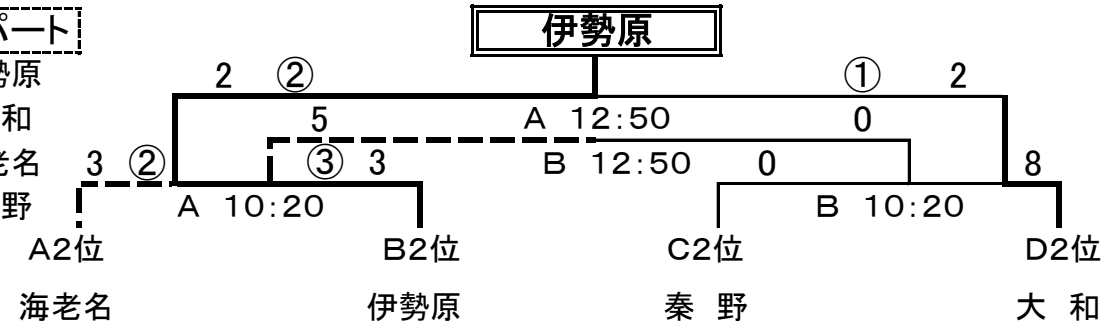 パート
伊勢原
勢原
2 ② ① 2
和
5 A 12:50 0
老名
3 ② ③ 3 B 12:50 0 8
野
A 10:20 B 10:20
A2位 B2位 C2位 D2位
海老名 伊勢原 秦 野 大 和